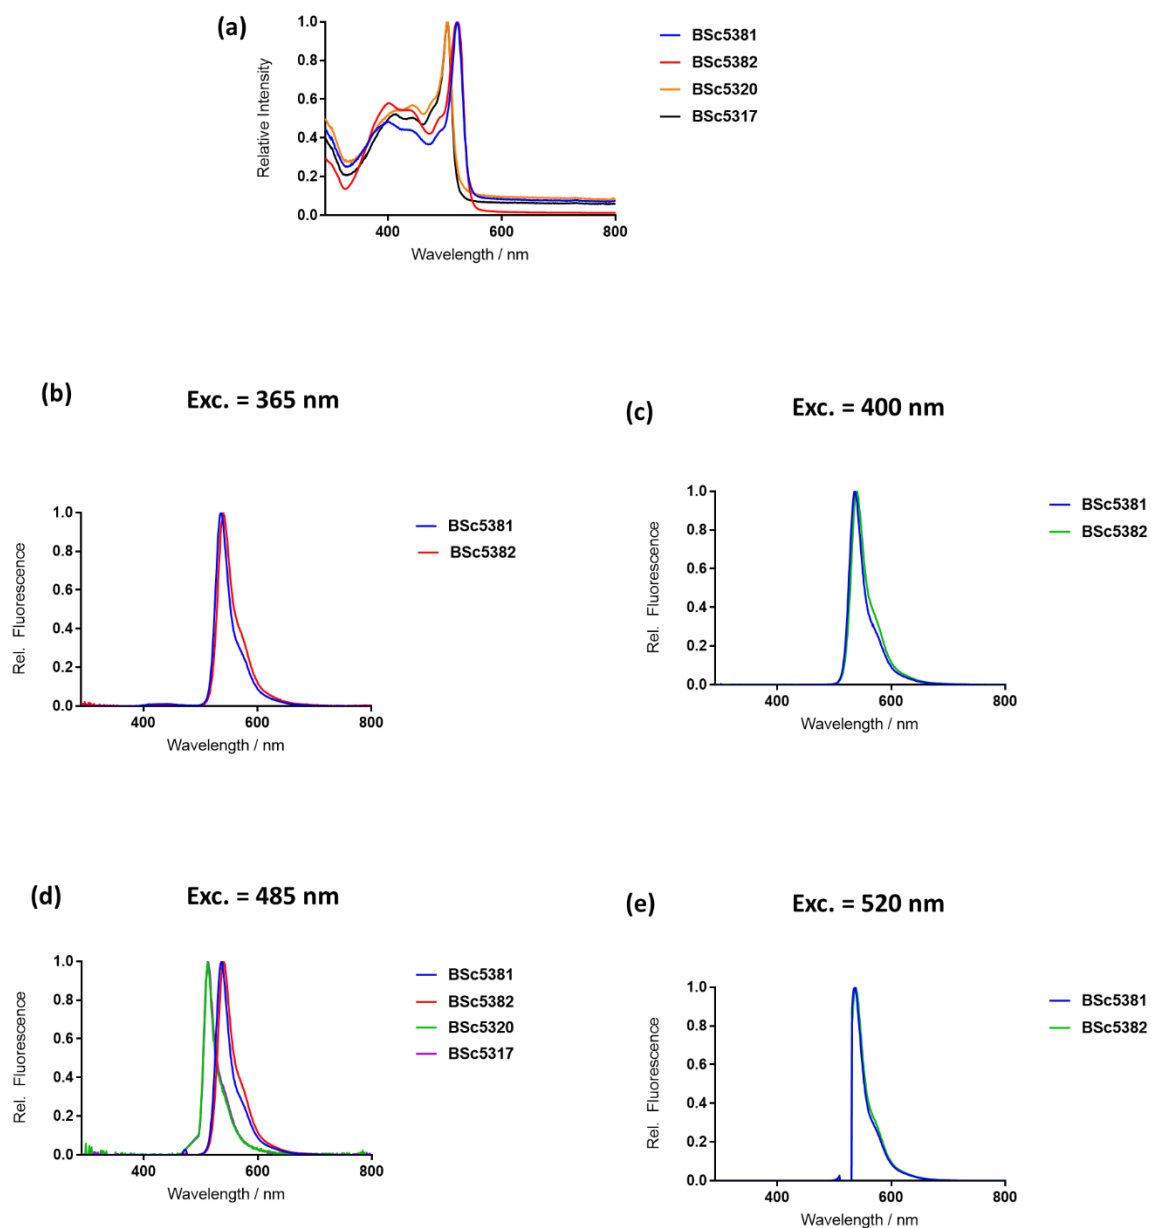 (a)
1.0
0.8
0.6
0.4
0.2
0.0
Relative Intensity
400
600
800
Wavelength / nm
BSc5381
BSc5382
BSc5320
BSc5317
(b)
Exc. = 365 nm
1.0
0.8
0.6
0.4
0.2
0.0
Rel. Fluorescence
400
600
800
Wavelength / nm
BSc5381
BSc5382
(c)
Exc. = 400 nm
1.0
0.8
0.6
0.4
0.2
0.0
Rel. Fluorescence
400
600
800
Wavelength / nm
BSc5381
BSc5382
(d)
Exc. = 485 nm
1.0
0.8
0.6
0.4
0.2
0.0
Rel. Fluorescence
400
600
800
Wavelength / nm
BSc5381
BSc5382
BSc5320
BSc5317
(e)
Exc. = 520 nm
1.0
0.8
0.6
0.4
0.2
0.0
Rel. Fluorescence
400
600
800
Wavelength / nm
BSc5381
BSc5382